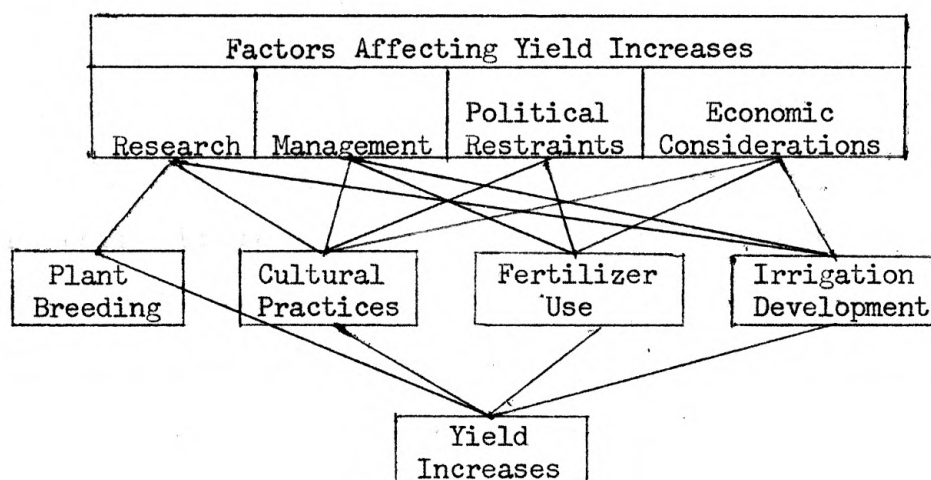 Factors Affecting Yield Increases
Research
Management
Political
Restraints
Economic
Considerations
Plant
Breeding
Cultural
Practices
Fertilizer
Use
Irrigation
Development
Yield
Increases